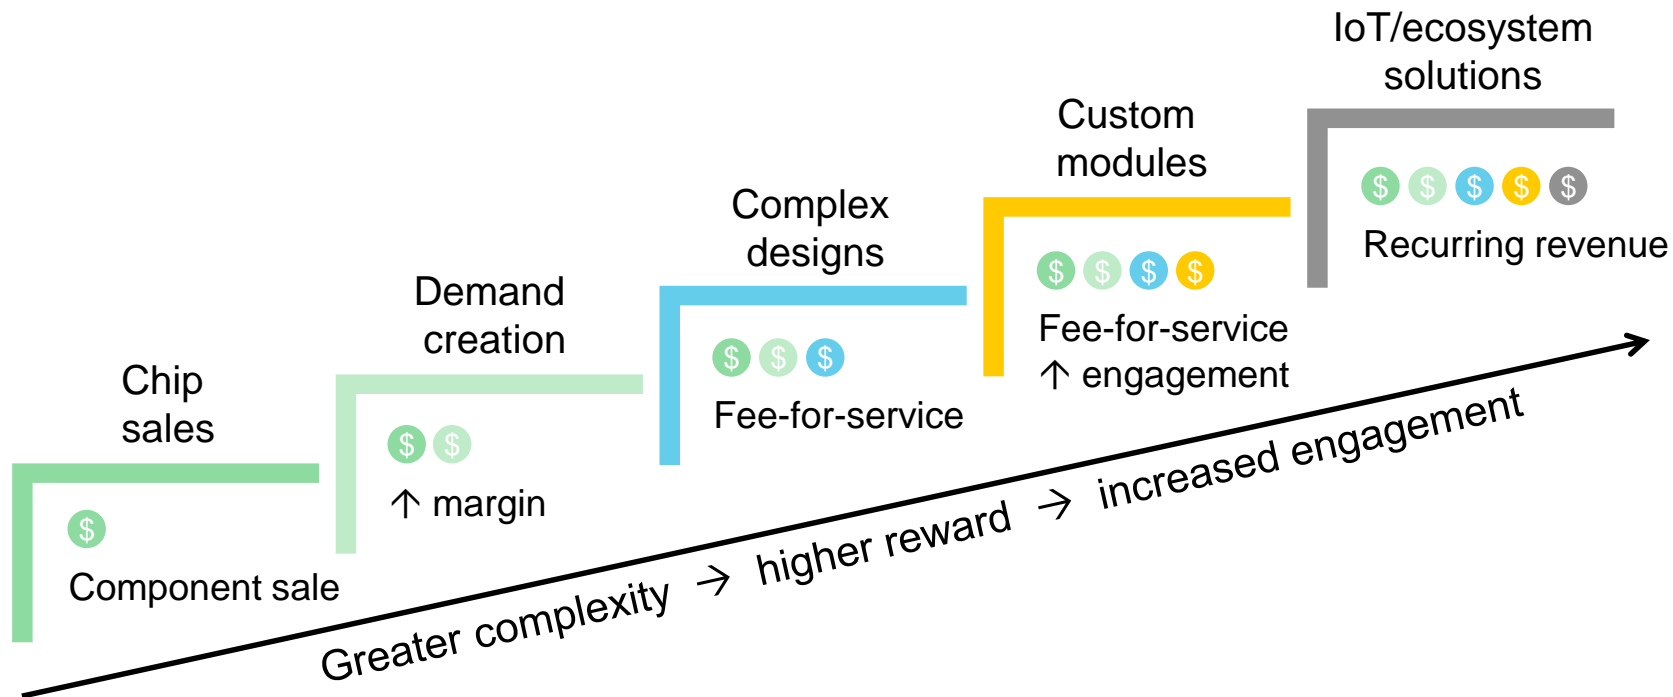 Chip
sales
$
Component sale
Demand
creation
$ $
↑ margin
Complex
designs
$ $ $
Fee-for-service
Custom
modules
$ $ $ $
Fee-for-service
↑ engagement
IoT/ecosystem
solutions
$ $ $ $ $
Recurring revenue
Greater complexity → higher reward → increased engagement